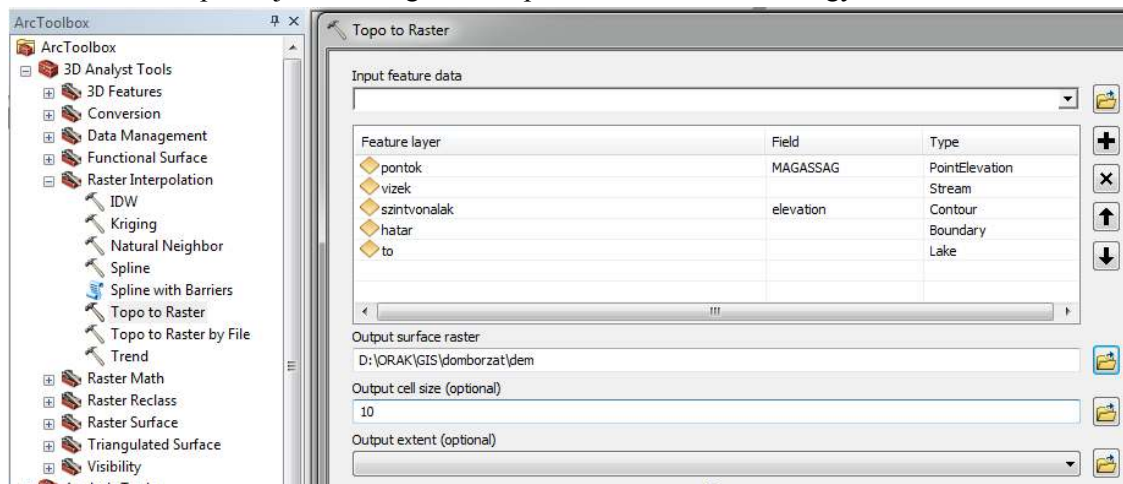 ArcToolbox
ArcToolbox
3D Analyst Tools
3D Features
Conversion
Data Management
Functional Surface
Raster Interpolation
IDW
Kriging
Natural Neighbor
Spline
Spline with Barriers
Topo to Raster
Topo to Raster by File
Trend
Raster Math
Raster Reclass
Raster Surface
Triangulated Surface
Visibility
Topo to Raster
Input feature data
Feature layer Field Type
pontok MAGASSAG PointElevation
vizek Stream
szintvonalak elevation Contour
hatar Boundary
to Lake
Output surface raster
D:\ORAK\GIS\domborzat\dem
Output cell size (optional)
10
Output extent (optional)